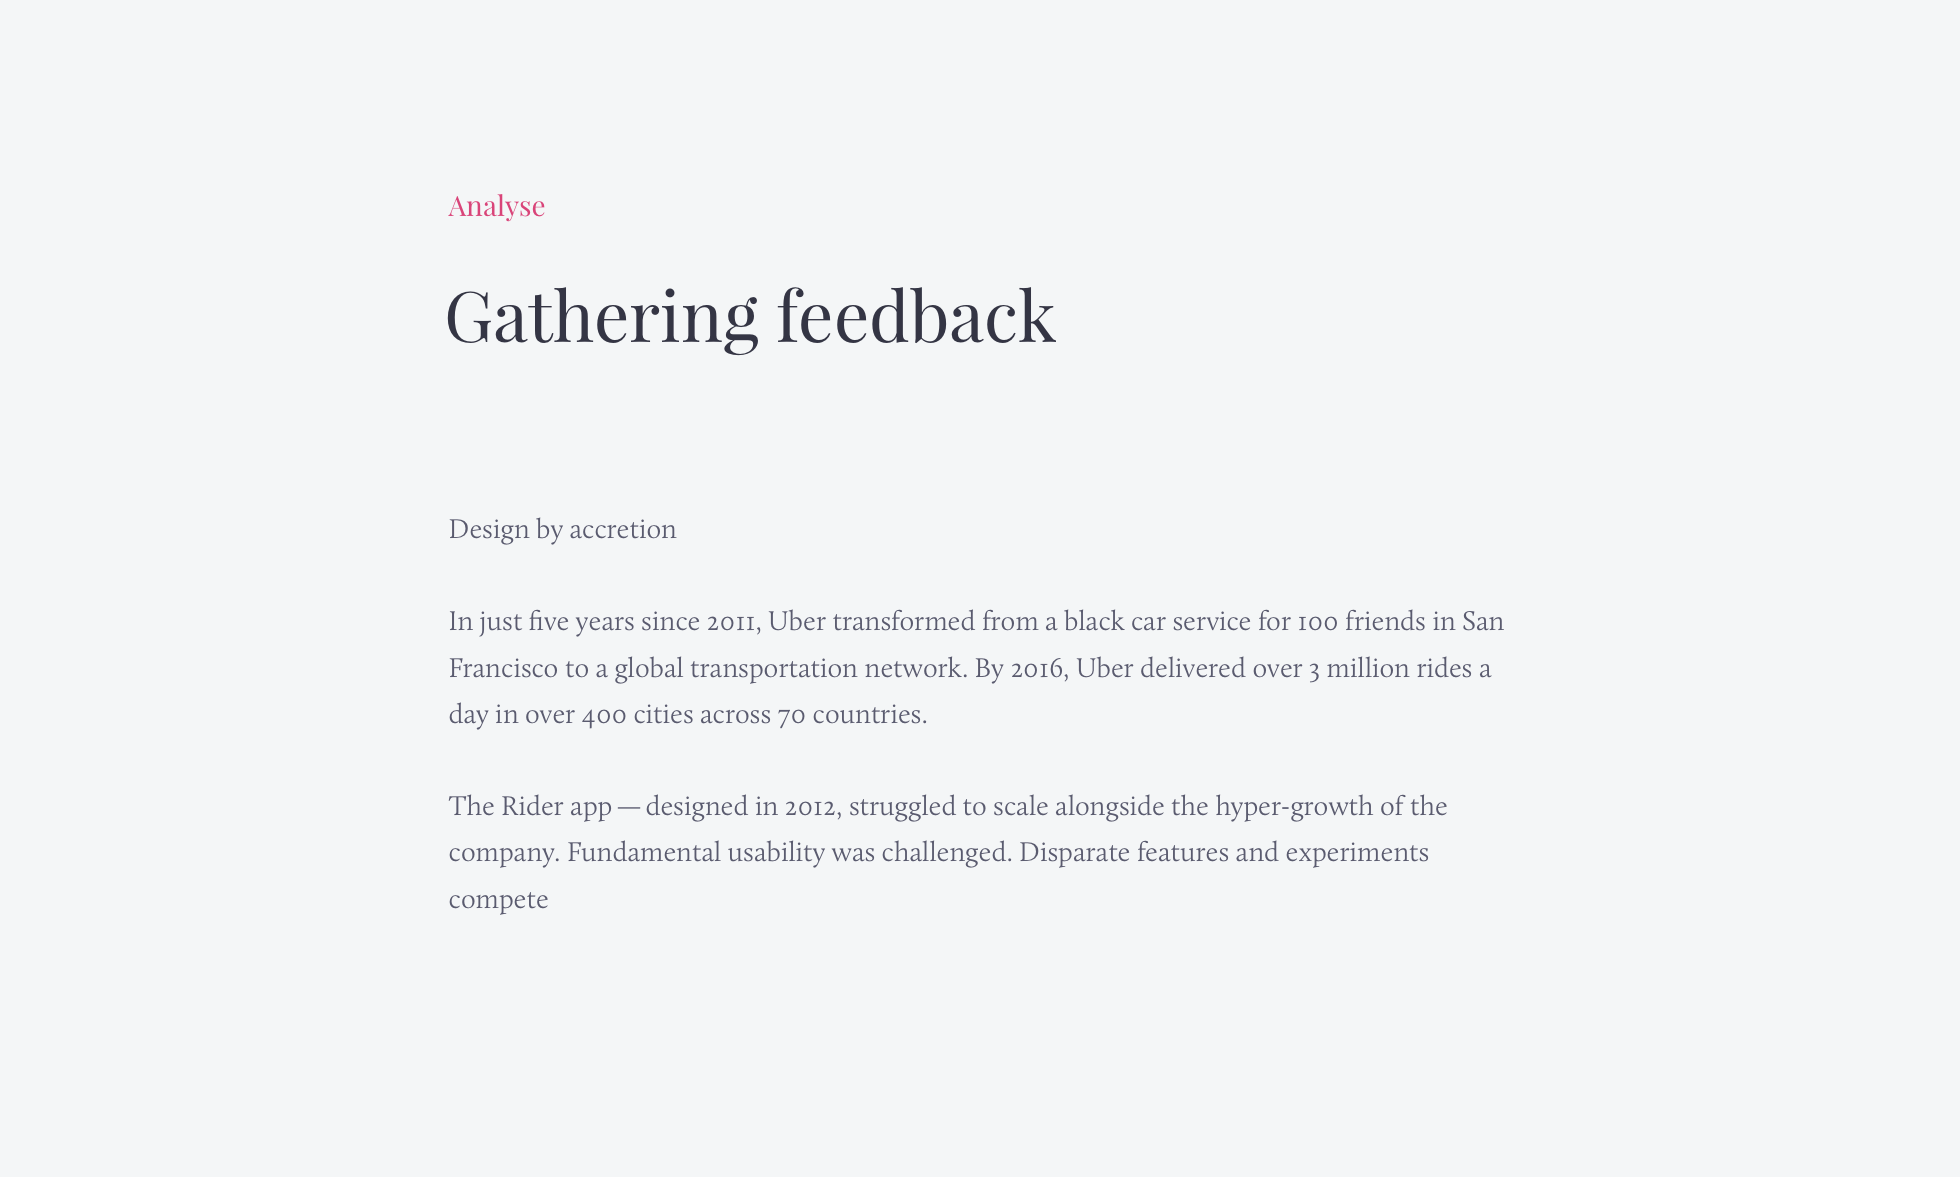 Analyse
Gathering feedback
Design by accretion
In just five years since 2011, Uber transformed from a black car service for 100 friends in San
Francisco to a global transportation network. By 2016, Uber delivered over 3 million rides a
day in over 400 cities across 70 countries.
The Rider app — designed in 2012, struggled to scale alongside the hyper-growth of the
company. Fundamental usability was challenged. Disparate features and experiments
compete